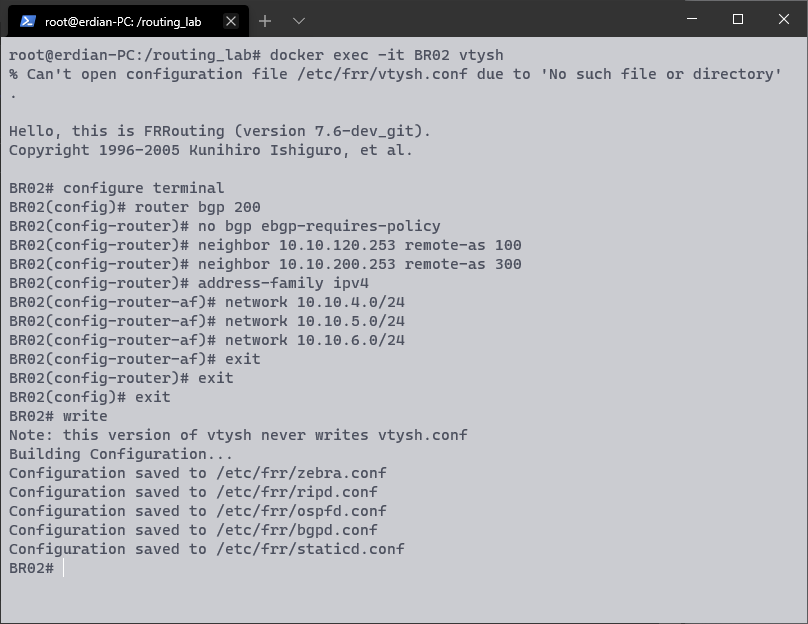 root@erdian-PC: /routing_lab
root@erdian-PC:/routing_lab# docker exec -it BR02 vtysh
% Can't open configuration file /etc/frr/vtysh.conf due to 'No such file or directory'
.
Hello, this is FRRouting (version 7.6-dev_git).
Copyright 1996-2005 Kunihiro Ishiguro, et al.
BR02# configure terminal
BR02(config)# router bgp 200
BR02(config-router)# no bgp ebgp-requires-policy
BR02(config-router)# neighbor 10.10.120.253 remote-as 100
BR02(config-router)# neighbor 10.10.200.253 remote-as 300
BR02(config-router)# address-family ipv4
BR02(config-router-af)# network 10.10.4.0/24
BR02(config-router-af)# network 10.10.5.0/24
BR02(config-router-af)# network 10.10.6.0/24
BR02(config-router-af)# exit
BR02(config-router)# exit
BR02(config)# exit
BR02# write
Note: this version of vtysh never writes vtysh.conf
Building Configuration...
Configuration saved to /etc/frr/zebra.conf
Configuration saved to /etc/frr/ripd.conf
Configuration saved to /etc/frr/ospfd.conf
Configuration saved to /etc/frr/bgpd.conf
Configuration saved to /etc/frr/staticd.conf
BR02#